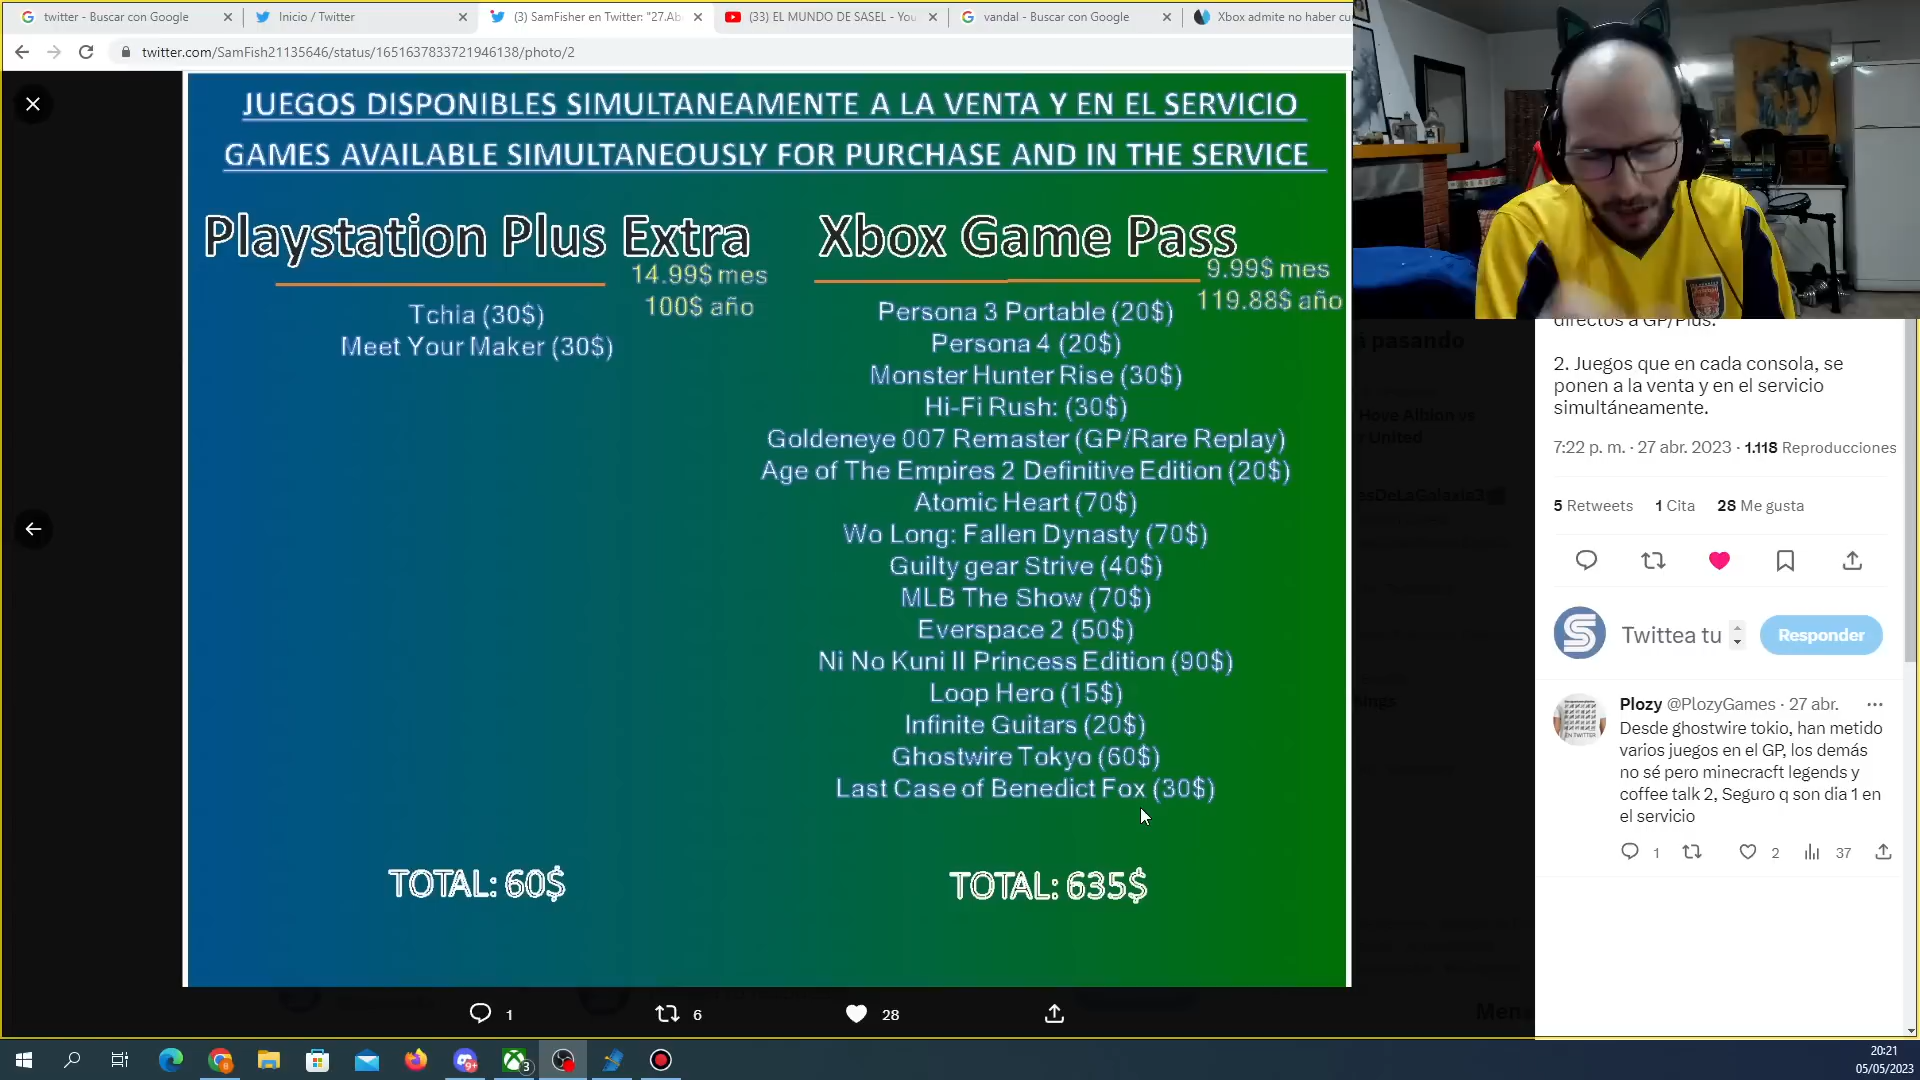 twitter - Buscar con Google
Inicio / Twitter
(3) SamFisher en Twitter: "27.Ab
(33) EL MUNDO DE SASEL - You
vandal - Buscar con Google
Xbox admite no haber cu
twitter.com/SamFish21135646/status/1651637833721946138/photo/2
JUEGOS DISPONIBLES SIMULTANEAMENTE A LA VENTA Y EN EL SERVICIO
GAMES AVAILABLE SIMULTANEOUSLY FOR PURCHASE AND IN THE SERVICE
Playstation Plus Extra
14.99$ mes
100$ año
Tchia (30$)
Meet Your Maker (30$)
TOTAL: 60$
Xbox Game Pass
9.99$ mes
119.88$ año
Persona 3 Portable (20$)
Persona 4 (20$)
Monster Hunter Rise (30$)
Hi-Fi Rush: (30$)
Goldeneye 007 Remaster (GP/Rare Replay)
Age of The Empires 2 Definitive Edition (20$)
Atomic Heart (70$)
Wo Long: Fallen Dynasty (70$)
Guilty gear Strive (40$)
MLB The Show (70$)
Everspace 2 (50$)
Ni No Kuni II Princess Edition (90$)
Loop Hero (15$)
Infinite Guitars (20$)
Ghostwire Tokyo (60$)
Last Case of Benedict Fox (30$)
TOTAL: 635$
1
6
28
directos a GP/Plus.
2. Juegos que en cada consola, se
ponen a la venta y en el servicio
simultáneamente.
7:22 p. m. · 27 abr. 2023 · 1.118 Reproducciones
5 Retweets 1 Cita 28 Me gusta
Twittea tu
Responder
Plozy @PlozyGames · 27 abr.
Desde ghostwire tokio, han metido
varios juegos en el GP, los demás
no sé pero minecracft legends y
coffee talk 2, Seguro q son dia 1 en
el servicio
1
2
37
a pasando
Hove Albion vs
United
esDeLaGalaxia3
ings
Mens
20:21
05/05/2023